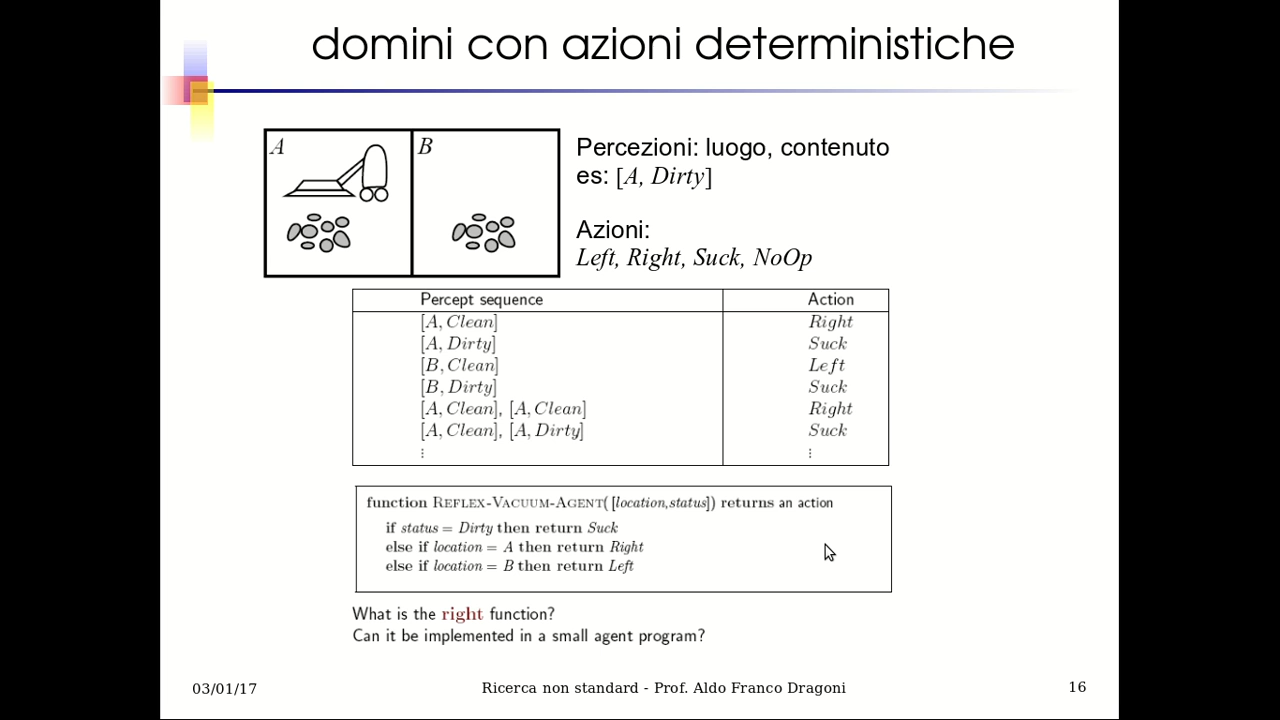 domini con azioni deterministiche
A
B
Percezioni: luogo, contenuto
es: [A, Dirty]
Azioni:
Left, Right, Suck, NoOp
Percept sequence Action
[A, Clean] Right
[A, Dirty] Suck
[B, Clean] Left
[B, Dirty] Suck
[A, Clean], [A, Clean] Right
[A, Clean], [A, Dirty] Suck
⋮ ⋮
function REFLEX-VACUUM-AGENT( [location,status]) returns an action
if status = Dirty then return Suck
else if location = A then return Right
else if location = B then return Left
What is the right function?
Can it be implemented in a small agent program?
03/01/17 Ricerca non standard - Prof. Aldo Franco Dragoni 16